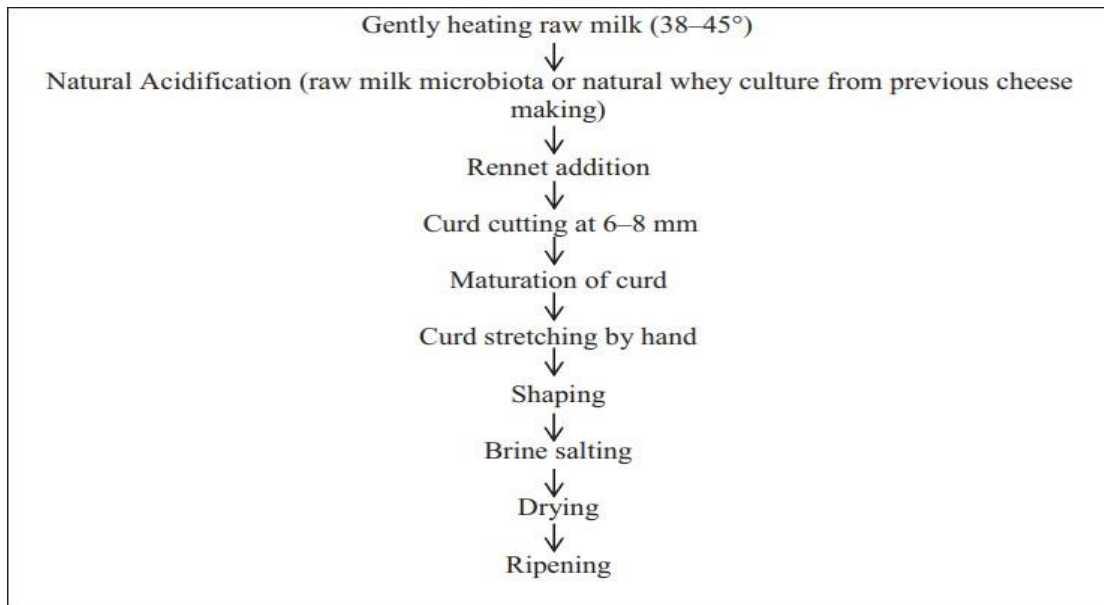 Gently heating raw milk (38–45°)
Natural Acidification (raw milk microbiota or natural whey culture from previous cheese
making)
Rennet addition
Curd cutting at 6–8 mm
Maturation of curd
Curd stretching by hand
Shaping
Brine salting
Drying
Ripening